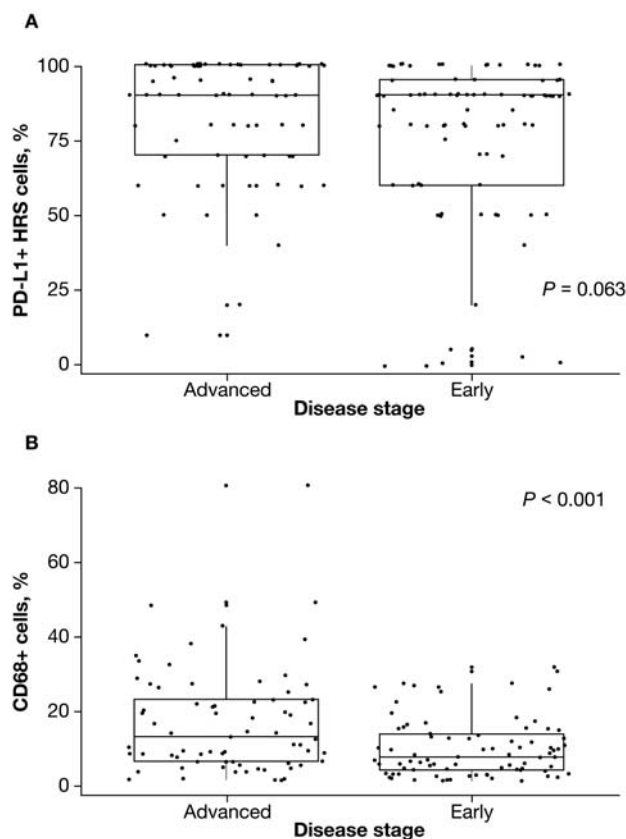 A
100
75
50
25
0
PD-L1+ HRS cells, %
P = 0.063
Advanced
Early
Disease stage
B
80
60
40
20
0
CD68+ cells, %
P < 0.001
Advanced
Early
Disease stage